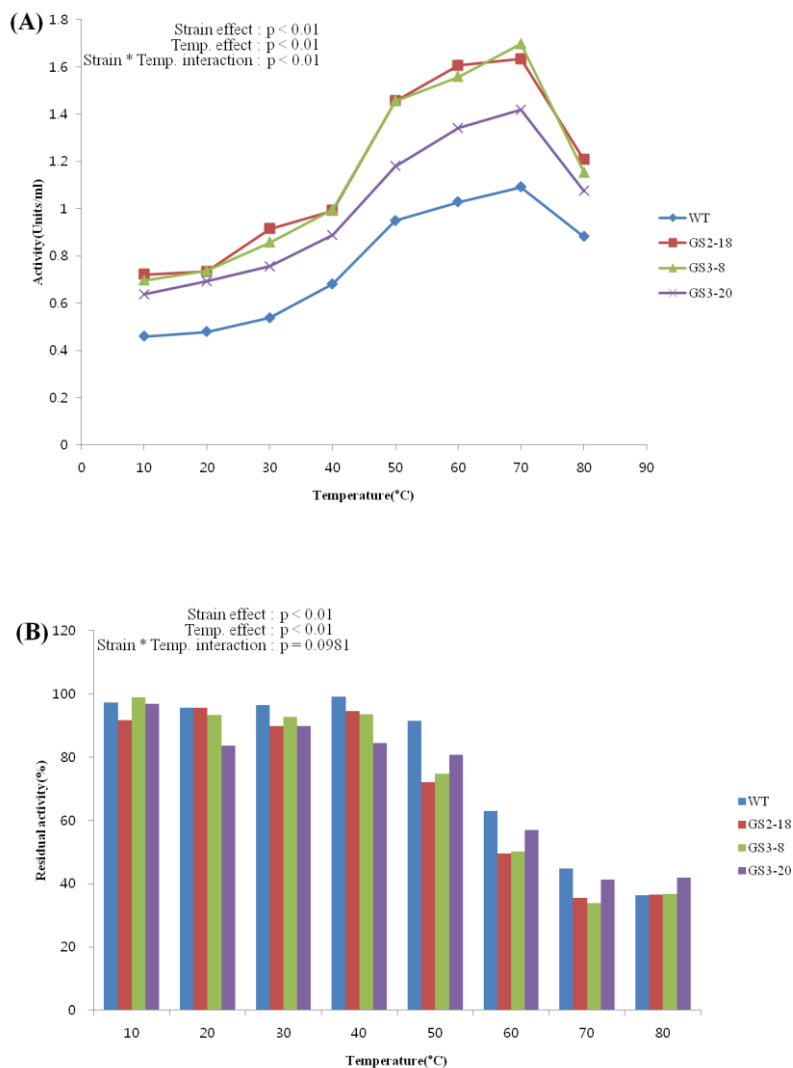 (A)
Strain effect : p < 0.01
Temp. effect : p < 0.01
Strain * Temp. interaction : p < 0.01
1.8
1.6
1.4
1.2
1
0.8
0.6
0.4
0.2
0
Activity(Units/ml)
0 10 20 30 40 50 60 70 80 90
Temperature(°C)
WT
GS2-18
GS3-8
GS3-20
(B)
Strain effect : p < 0.01
Temp. effect : p < 0.01
Strain * Temp. interaction : p = 0.0981
120
100
80
60
40
20
0
Residual activity(%)
10 20 30 40 50 60 70 80
Temperature(°C)
WT
GS2-18
GS3-8
GS3-20